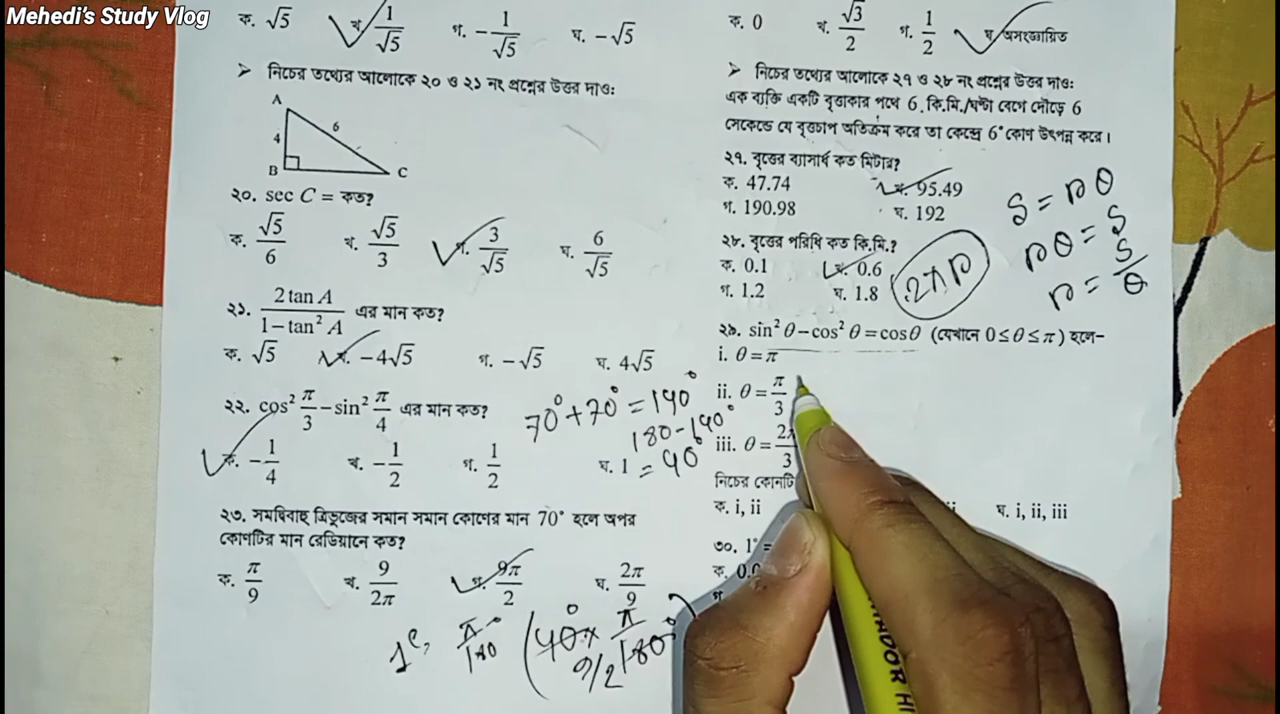 Mehedi's Study Vlog
ক. √5 খ. 1/√5 গ. −1/√5 ঘ. −√5
➢ নিচের তথ্যের আলোকে ২০ ও ২১ নং প্রশ্নের উত্তর দাও:
A
4 6
B C
২০. sec C = কত?
ক. √5/6 খ. √5/3 গ. 3/√5 ঘ. 6/√5
২১. 2 tan A/1−tan² A এর মান কত?
ক. √5 খ. −4√5 গ. −√5 ঘ. 4√5
২২. cos² π/3 − sin² π/4 এর মান কত?
ক. −1/4 খ. −1/2 গ. 1/2 ঘ. 1
70° + 70° = 140°
180 − 140°
= 40°
২৩. সমদ্বিবাহু ত্রিভুজের সমান সমান কোণের মান 70° হলে অপর
কোণটির মান রেডিয়ানে কত?
ক. π/9 খ. 9/2π গ. 9π/2 ঘ. 2π/9
ক. 0 খ. √3/2 গ. 1/2 ঘ. অসংজ্ঞায়িত
➢ নিচের তথ্যের আলোকে ২৭ ও ২৮ নং প্রশ্নের উত্তর দাও:
এক ব্যক্তি একটি বৃত্তাকার পথে 6 কি.মি./ঘন্টা বেগে দৌড়ে 6
সেকেন্ডে যে বৃত্তচাপ অতিক্রম করে তা কেন্দ্রে 6° কোণ উৎপন্ন করে।
২৭. বৃত্তের ব্যাসার্ধ কত মিটার?
ক. 47.74 খ. 95.49
গ. 190.98 ঘ. 192
S = rθ
rθ = S
r = S/θ
২৮. বৃত্তের পরিধি কত কি.মি.?
ক. 0.1 খ. 0.6
গ. 1.2 ঘ. 1.8
2πr
২৯. sin² θ − cos² θ = cos θ (যেখানে 0 ≤ θ ≤ π) হলে-
i. θ = π
ii. θ = π/3
iii. θ = 2π/3
নিচের কোনটি
ক. i, ii ঘ. i, ii, iii
৩০. 1° =